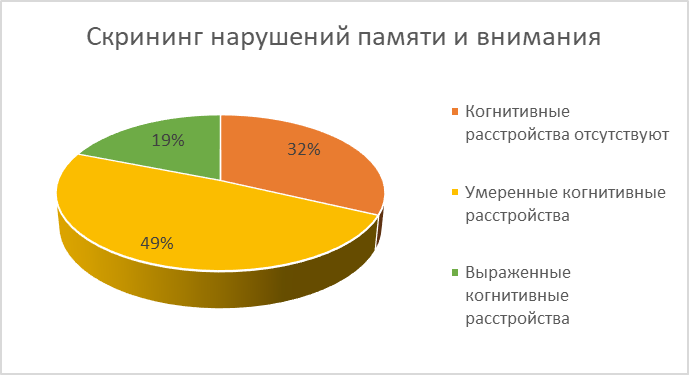 Скрининг нарушений памяти и внимания
19%
32%
49%
Когнитивные
расстройства отсутствуют
Умеренные когнитивные
расстройства
Выраженные
когнитивные
расстройства